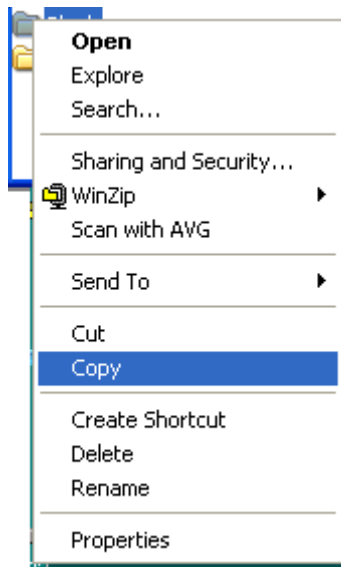 Open
Explore
Search...
Sharing and Security...
WinZip
Scan with AVG
Send To
Cut
Copy
Create Shortcut
Delete
Rename
Properties